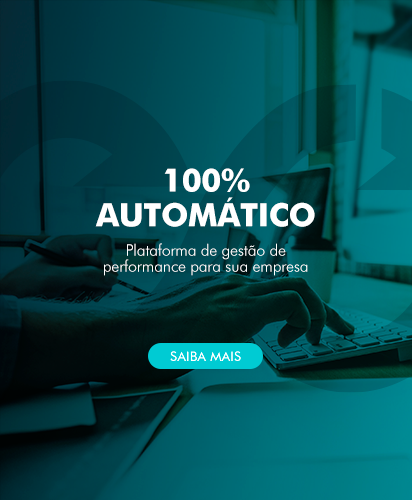 100%
AUTOMÁTICO
Plataforma de gestão de
performance para sua empresa
SAIBA MAIS